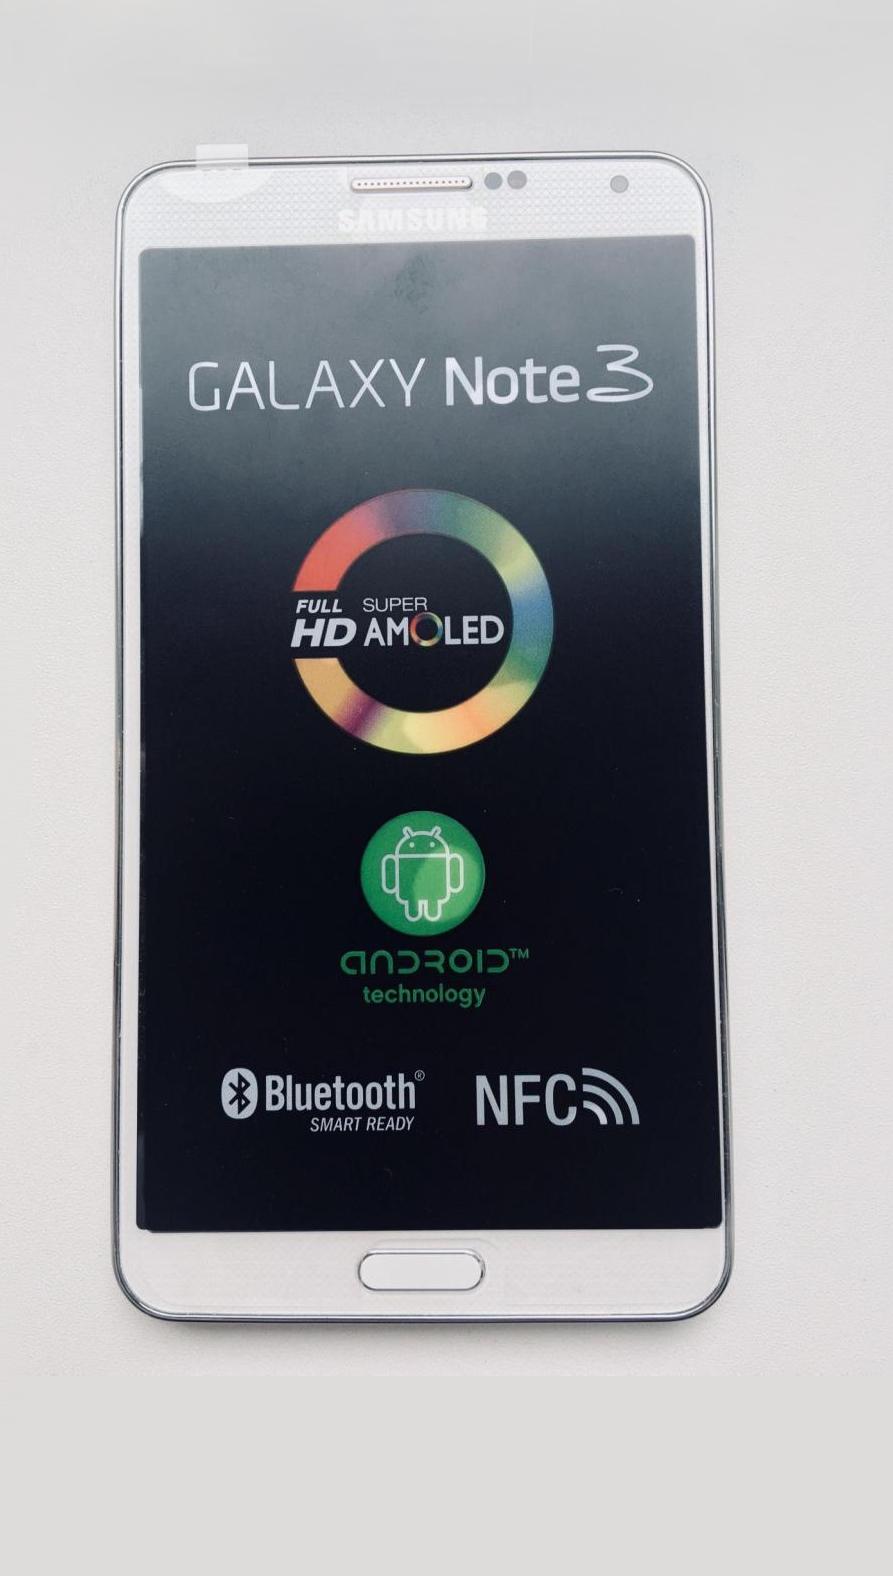 SAMSUNG
GALAXY Note3
FULL SUPER
HD AMOLED
ANDROID™
technology
Bluetooth®
SMART READY
NFC